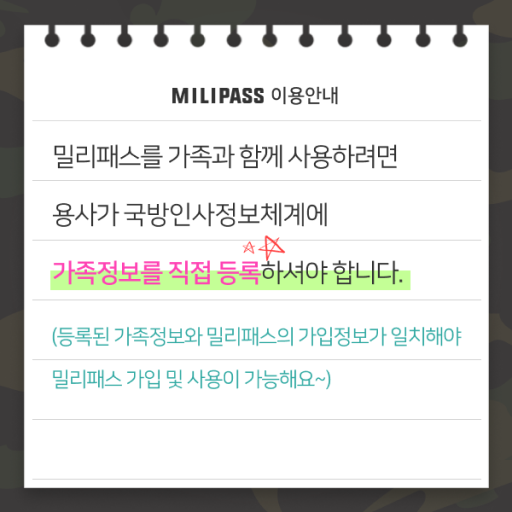 MILIPASS 이용안내
밀리패스를 가족과 함께 사용하려면
용사가 국방인사정보체계에
가족정보를 직접 등록하셔야 합니다.
(등록된 가족정보와 밀리패스의 가입정보가 일치해야
밀리패스 가입 및 사용이 가능해요~)